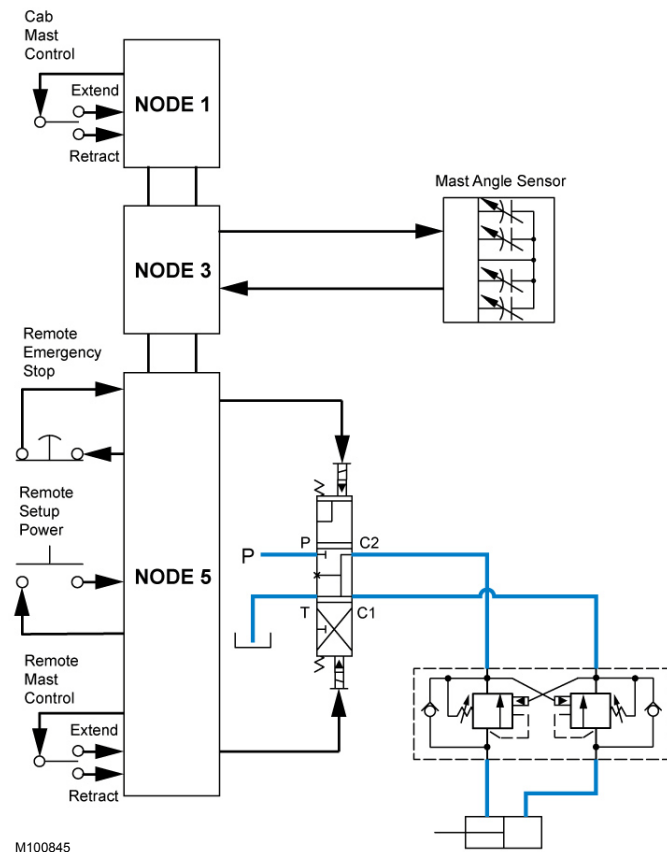 Cab
Mast
Control
Extend
Retract
NODE 1
Mast Angle Sensor
NODE 3
Remote
Emergency
Stop
Remote
Setup
Power
NODE 5
P
P
C2
T
C1
Remote
Mast
Control
Extend
Retract
M100845